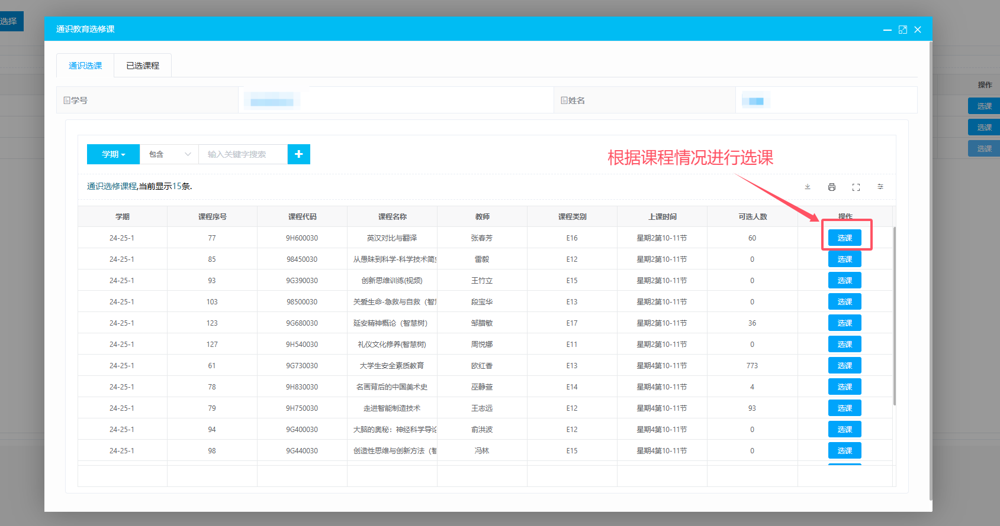 选择
通识教育选修课
通识选课 已选课程
学号 姓名
操作
选课
选课
选课
学期 包含 输入关键字搜索
根据课程情况进行选课
通识选修课程,当前显示15条.
学期 课程序号 课程代码 课程名称 教师 课程类别 上课时间 可选人数 操作
24-25-1 77 9H600030 英汉对比与翻译 张春芳 E16 星期2第10-11节 60 选课
24-25-1 85 98450030 从愚昧到科学-科学技术简史 雷毅 E12 星期2第10-11节 0 选课
24-25-1 93 9G390030 创新思维训练(视频) 王竹立 E15 星期2第10-11节 0 选课
24-25-1 103 98500030 关爱生命-急救与自救（智 段宝华 E13 星期2第10-11节 0 选课
24-25-1 123 9G680030 延安精神概论（智慧树） 邹腊敏 E17 星期2第10-11节 36 选课
24-25-1 127 9H540030 礼仪文化修养(智慧树) 周悦娜 E11 星期2第10-11节 0 选课
24-25-1 61 9G730030 大学生安全素质教育 欧红香 E13 星期4第10-11节 773 选课
24-25-1 78 9H830030 名画背后的中国美术史 巫静萱 E14 星期4第10-11节 4 选课
24-25-1 79 9H750030 走进智能制造技术 王志远 E12 星期4第10-11节 93 选课
24-25-1 94 9G400030 大脑的奥秘：神经科学导论 俞洪波 E12 星期4第10-11节 0 选课
24-25-1 98 9G440030 创造性思维与创新方法（智 冯林 E15 星期4第10-11节 0 选课